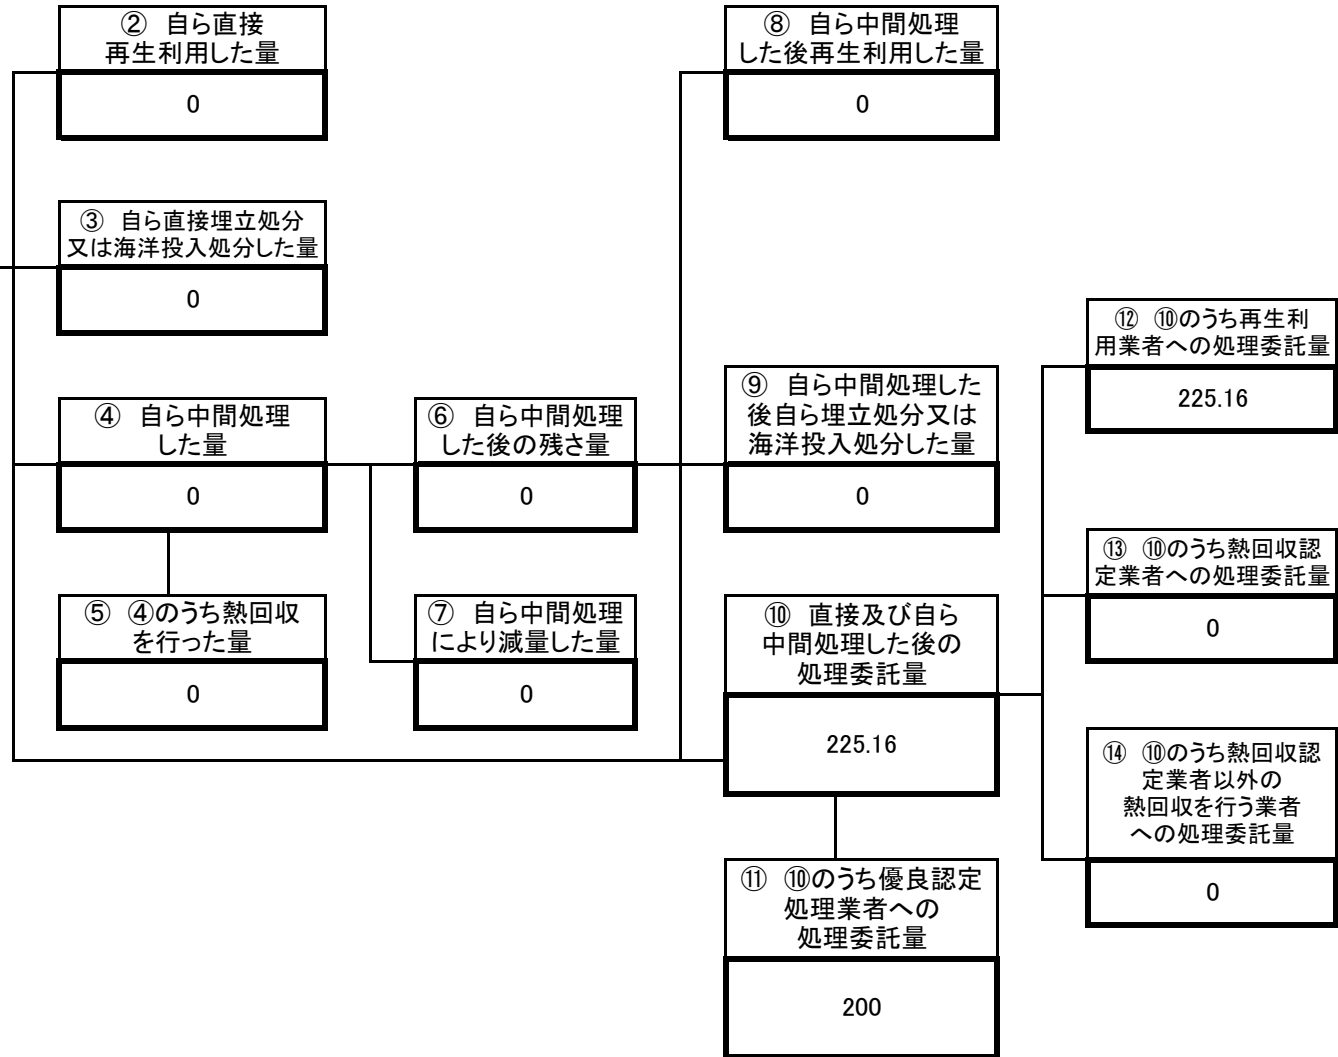 ② 自ら直接
再生利用した量
0
③ 自ら直接埋立処分
又は海洋投入処分した量
0
④ 自ら中間処理
した量
0
⑤ ④のうち熱回収
を行った量
0
⑥ 自ら中間処理
した後の残さ量
0
⑦ 自ら中間処理
により減量した量
0
⑧ 自ら中間処理
した後再生利用した量
0
⑨ 自ら中間処理した
後自ら埋立処分又は
海洋投入処分した量
0
⑩ 直接及び自ら
中間処理した後の
処理委託量
225.16
⑪ ⑩のうち優良認定
処理業者への
処理委託量
200
⑫ ⑩のうち再生利
用業者への処理委託量
225.16
⑬ ⑩のうち熱回収認
定業者への処理委託量
0
⑭ ⑩のうち熱回収認
定業者以外の
熱回収を行う業者
への処理委託量
0